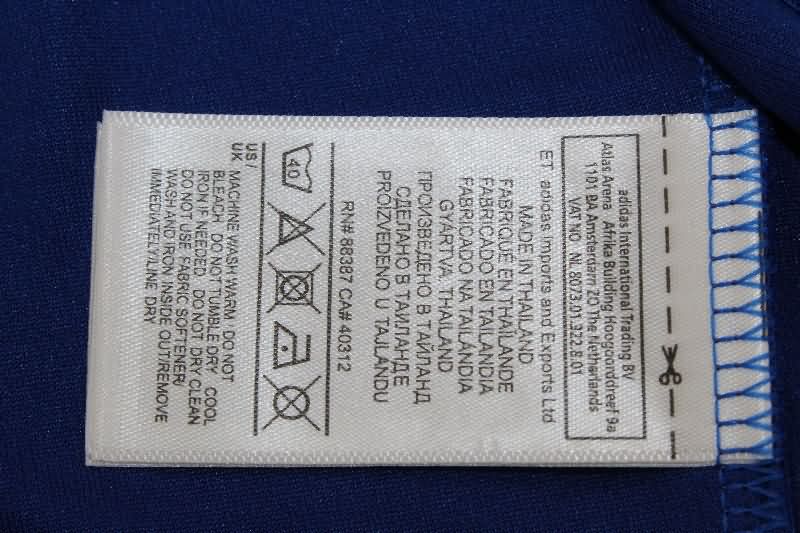 adidas International Trading BV
Atlas Arena Afrika Building Hoogoorddreef 9a
1101 BA Amsterdam ZO The Netherlands
VAT NO NL.8073.01.322.B.01
ET adidas Imports and Exports Ltd
MADE IN THAILAND
FABRIQUE EN THAÏLANDE
FABRICADO EN TAILANDIA
FABRICADO NA TAILÂNDIA
GYÁRTVA: THAILAND
ПРОИЗВЕДЕНО В ТАЙЛАНД
СДЕЛАНО В ТАИЛАНДЕ
PROIZVEDENO U TAJLANDU
RN# 88387 CA# 40312
40
US /
UK MACHINE WASH WARM DO NOT
BLEACH DO NOT TUMBLE DRY COOL
IRON IF NEEDED DO NOT DRY CLEAN
DO NOT USE FABRIC SOFTENER/
WASH AND IRON INSIDE OUT/REMOVE
IMMEDIATELY/LINE DRY